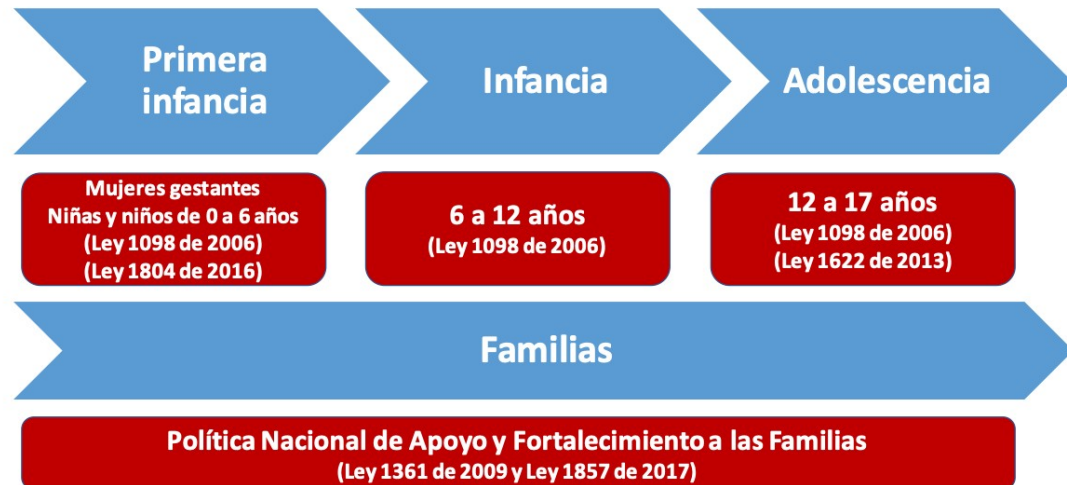 Primera
infancia
Infancia
Adolescencia
Mujeres gestantes
Niñas y niños de 0 a 6 años
(Ley 1098 de 2006)
(Ley 1804 de 2016)
6 a 12 años
(Ley 1098 de 2006)
12 a 17 años
(Ley 1098 de 2006)
(Ley 1622 de 2013)
Familias
Política Nacional de Apoyo y Fortalecimiento a las Familias
(Ley 1361 de 2009 y Ley 1857 de 2017)